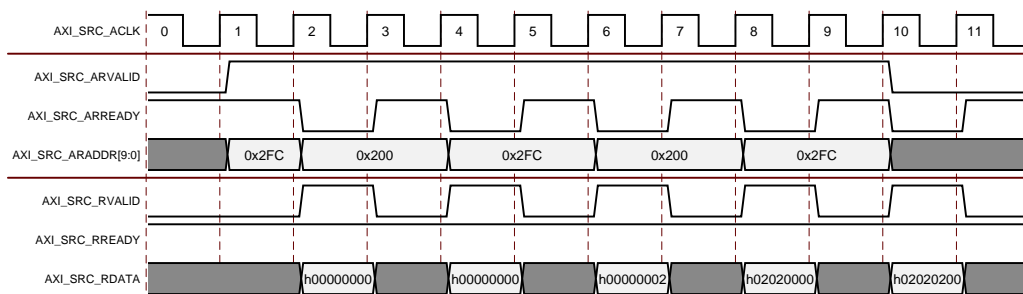 AXI_SRC_ACLK 0 1 2 3 4 5 6 7 8 9 10 11
AXI_SRC_ARVALID
AXI_SRC_ARREADY
AXI_SRC_ARADDR[9:0] 0x2FC 0x200 0x2FC 0x200 0x2FC
AXI_SRC_RVALID
AXI_SRC_RREADY
AXI_SRC_RDATA h00000000 h00000000 h00000002 h02020000 h02020200